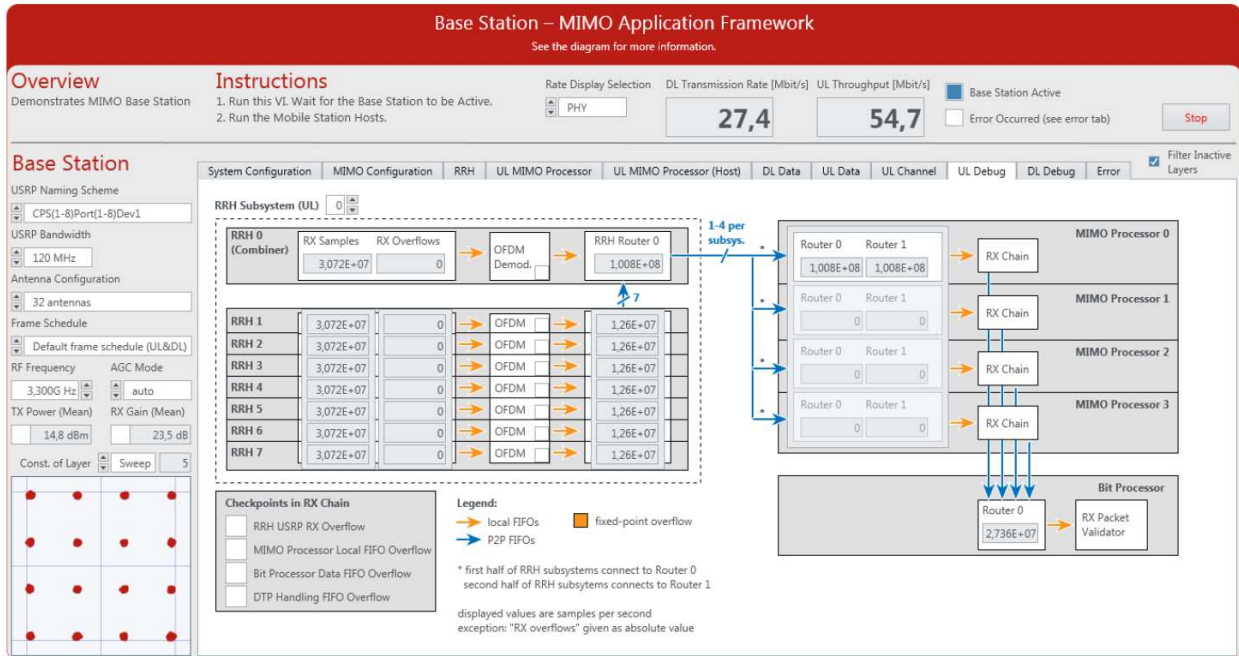 Base Station – MIMO Application Framework
See the diagram for more information.
Overview
Demonstrates MIMO Base Station
Instructions
1. Run this VI. Wait for the Base Station to be Active.
2. Run the Mobile Station Hosts.
Rate Display Selection
PHY
DL Transmission Rate [Mbit/s]
27,4
UL Throughput [Mbit/s]
54,7
Base Station Active
Error Occurred (see error tab)
Stop
Base Station
USRP Naming Scheme
CPS(1-8)Port(1-8)Dev1
USRP Bandwidth
120 MHz
Antenna Configuration
32 antennas
Frame Schedule
Default frame schedule (UL&DL)
RF Frequency AGC Mode
3,300G Hz auto
TX Power (Mean) RX Gain (Mean)
14,8 dBm 23,5 dB
Const. of Layer Sweep 5
System Configuration MIMO Configuration RRH UL MIMO Processor UL MIMO Processor (Host) DL Data UL Data UL Channel UL Debug DL Debug Error
Filter Inactive
Layers
RRH Subsystem (UL) 0
RRH 0
(Combiner)
RX Samples RX Overflows
3,072E+07 0
OFDM
Demod.
RRH Router 0
1,008E+08
7
RRH 1 3,072E+07 0 OFDM 1,26E+07
RRH 2 3,072E+07 0 OFDM 1,26E+07
RRH 3 3,072E+07 0 OFDM 1,26E+07
RRH 4 3,072E+07 0 OFDM 1,26E+07
RRH 5 3,072E+07 0 OFDM 1,26E+07
RRH 6 3,072E+07 0 OFDM 1,26E+07
RRH 7 3,072E+07 0 OFDM 1,26E+07
1-4 per
subsys.
*
MIMO Processor 0
Router 0 Router 1
1,008E+08 1,008E+08
RX Chain
*
MIMO Processor 1
Router 0 Router 1
0 0
RX Chain
*
MIMO Processor 2
Router 0 Router 1
0 0
RX Chain
*
MIMO Processor 3
Router 0 Router 1
0 0
RX Chain
Bit Processor
Router 0
2,736E+07
RX Packet
Validator
Checkpoints in RX Chain
RRH USRP RX Overflow
MIMO Processor Local FIFO Overflow
Bit Processor Data FIFO Overflow
DTP Handling FIFO Overflow
Legend:
local FIFOs fixed-point overflow
P2P FIFOs
* first half of RRH subsystems connect to Router 0
second half of RRH subsytems connects to Router 1
displayed values are samples per second
exception: "RX overflows" given as absolute value